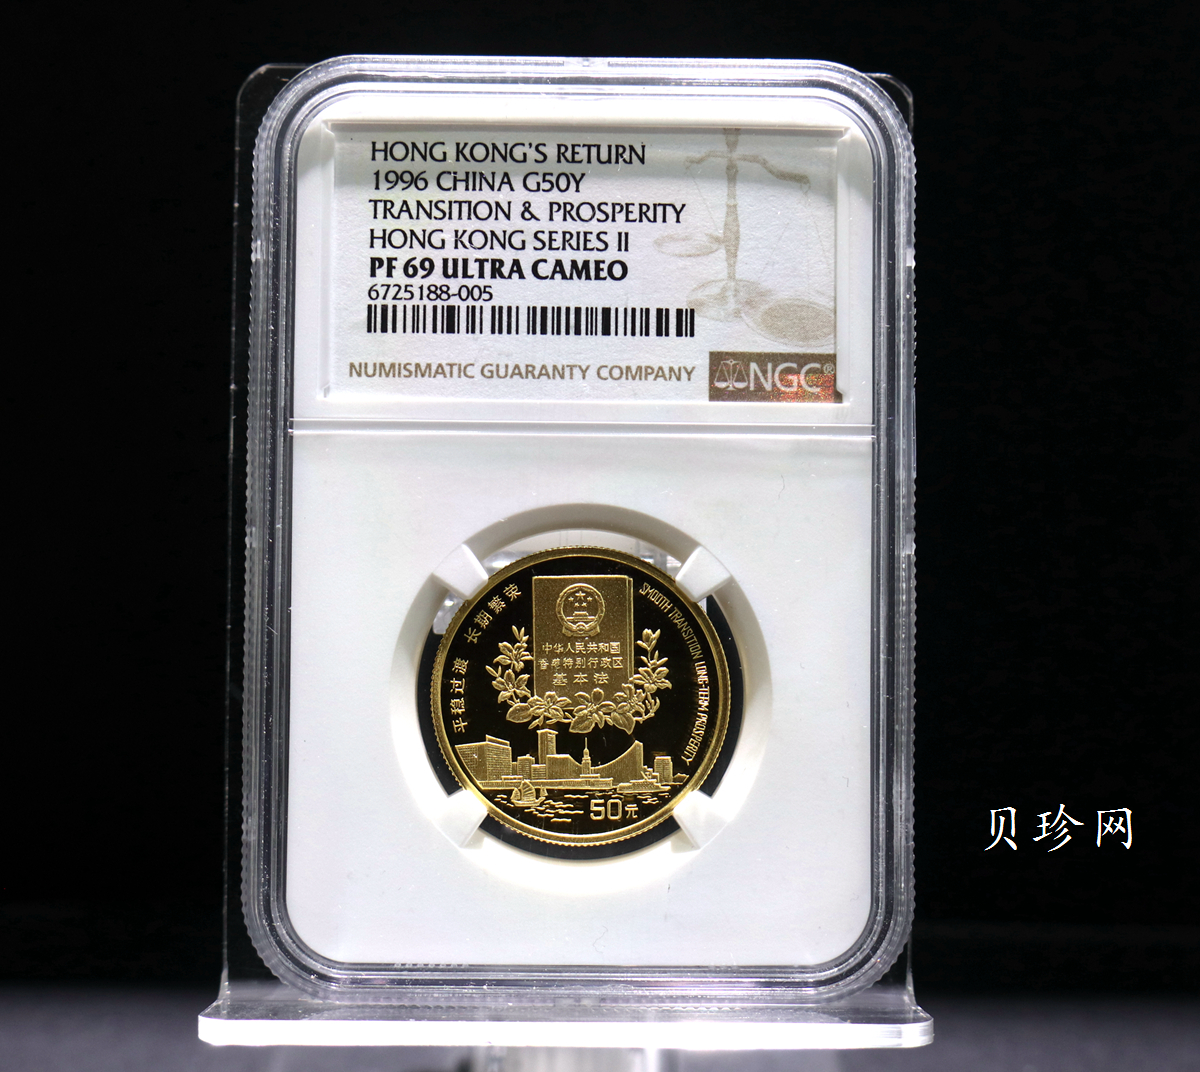 HONG KONG'S RETURN
1996 CHINA G50Y
TRANSITION & PROSPERITY
HONG KONG SERIES II
PF 69 ULTRA CAMEO
6725188-005
NUMISMATIC GUARANTY COMPANY
NGC®
平稳过渡 长期繁荣
SMOOTH TRANSITION LONG-TERM PROSPERITY
中华人民共和国
香港特别行政区
基本法
50元
贝珍网